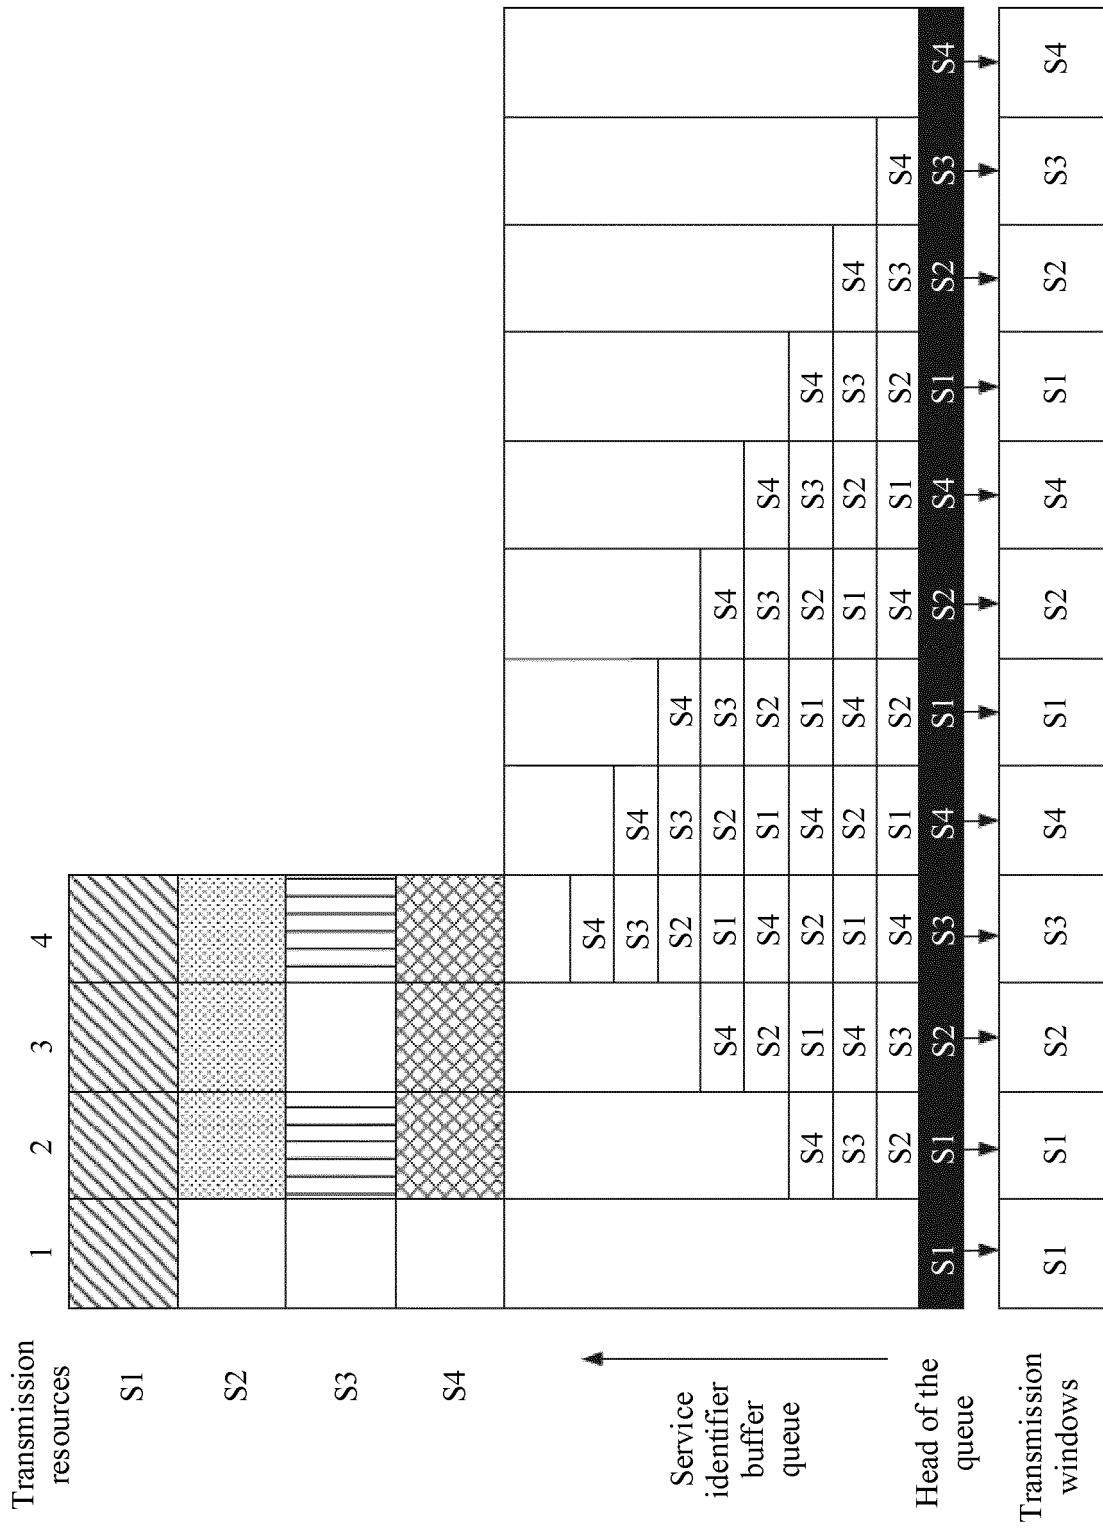 Transmission
resources
1 2 3 4
S1
S2
S3
S4
Service
identifier
buffer
queue
S4
S3 S4
S2 S3 S4
S4 S1 S2 S3 S4
S2 S4 S1 S2 S3 S4
S4 S1 S2 S4 S1 S2 S3 S4
S3 S4 S1 S2 S4 S1 S2 S3 S4
S2 S3 S4 S1 S2 S4 S1 S2 S3 S4
Head of the
queue
S1 S1 S2 S3 S4 S1 S2 S4 S1 S2 S3 S4
Transmission
windows
S1 S1 S2 S3 S4 S1 S2 S4 S1 S2 S3 S4